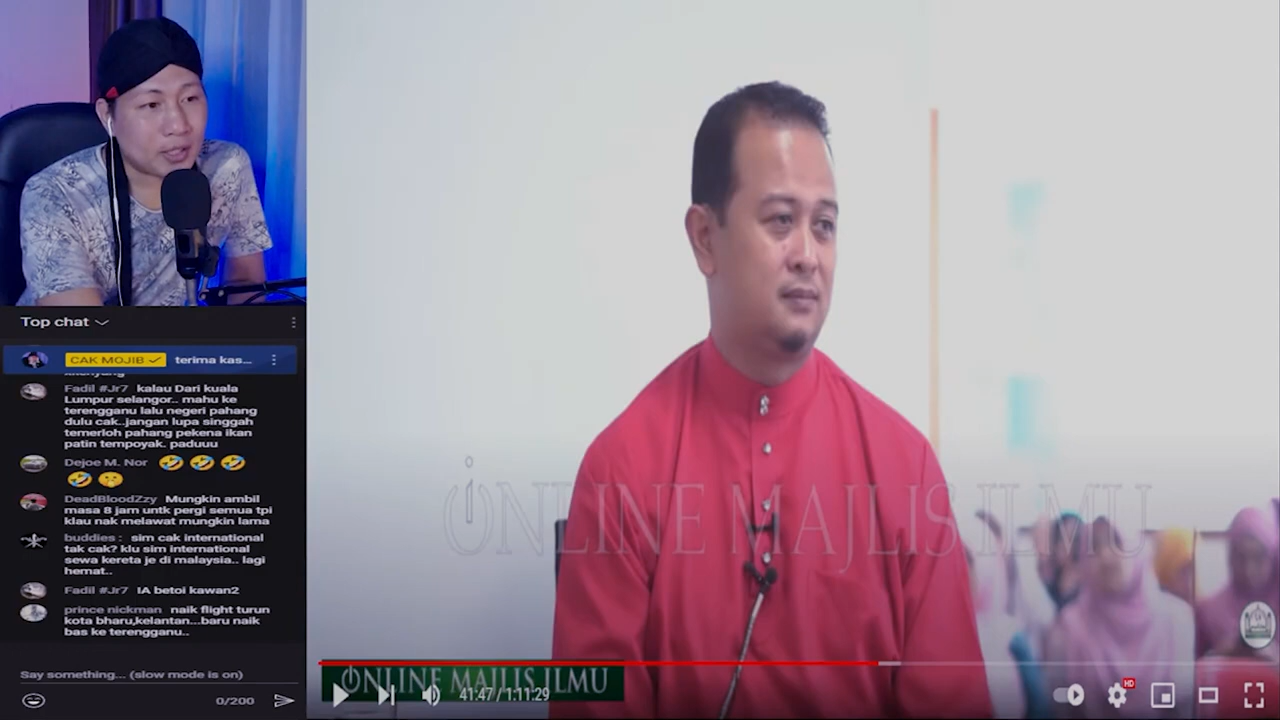 Top chat
CAK MOJIB terima kas...
Fadil #Jr7 kalau Dari kuala
Lumpur selangor.. mahu ke
terengganu lalu negeri pahang
dulu cak..jangan lupa singgah
temerloh pahang pekena ikan
patin tempoyak. paduuu
Dejoe M. Nor
DeadBloodZzy Mungkin ambil
masa 8 jam untk pergi semua tpi
klau nak melawat mungkin lama
buddies : sim cak international
tak cak? klu sim international
sewa kereta je di malaysia.. lagi
hemat..
Fadil #Jr7 IA betoi kawan2
prince nickman naik flight turun
kota bharu,kelantan...baru naik
bas ke terengganu..
Say something... (slow mode is on)
0/200
ONLINE MAJLIS ILMU
ONLINE MAJLIS ILMU
41:47 / 1:11:29
HD